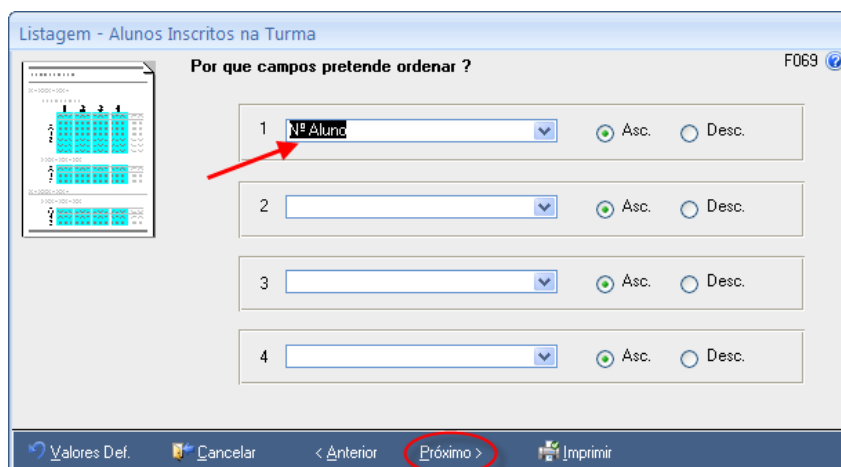 Listagem - Alunos Inscritos na Turma
Por que campos pretende ordenar ?
F069
1 Nº Aluno Asc. Desc.
2 Asc. Desc.
3 Asc. Desc.
4 Asc. Desc.
Valores Def. Cancelar < Anterior Próximo > Imprimir